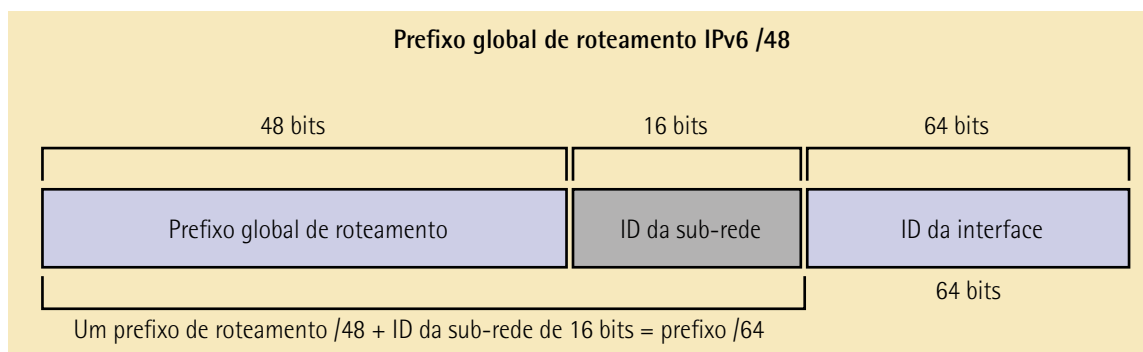 Prefixo global de roteamento IPv6 /48
48 bits
16 bits
64 bits
Prefixo global de roteamento
ID da sub-rede
ID da interface
64 bits
Um prefixo de roteamento /48 + ID da sub-rede de 16 bits = prefixo /64